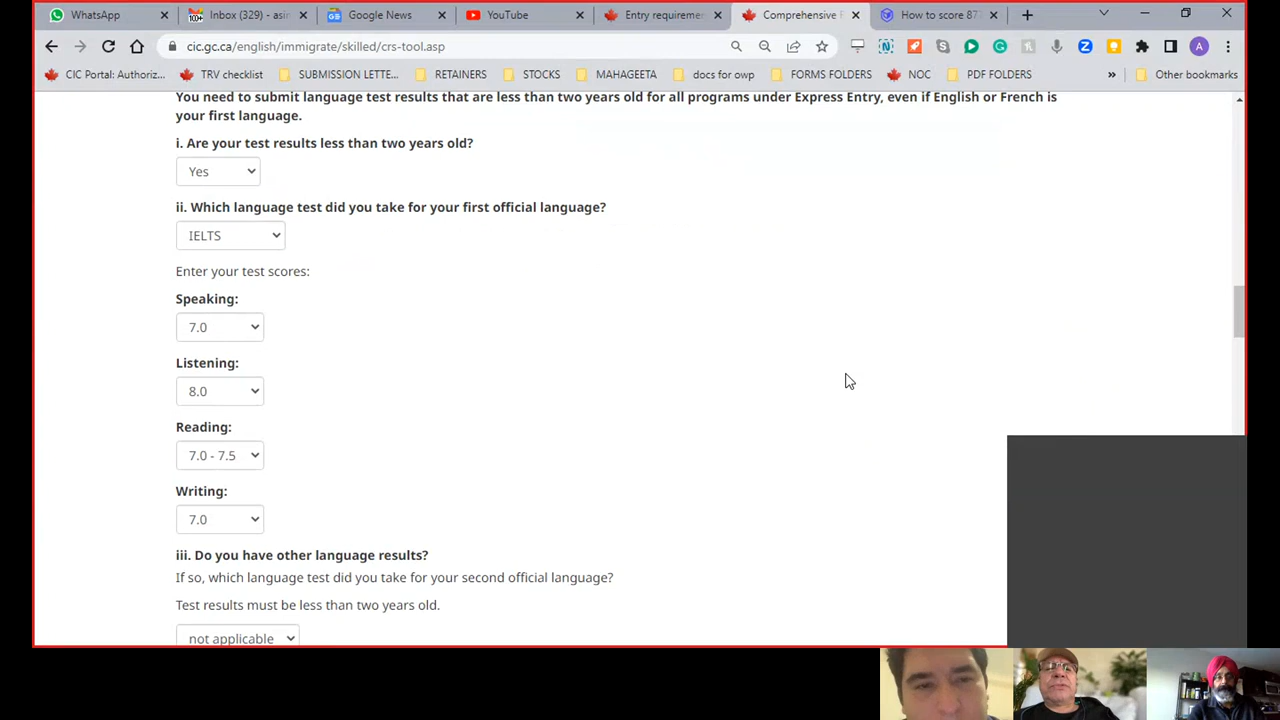 WhatsApp
100+ Inbox (329) - asin
Google News
YouTube
Entry requireme
Comprehensive
How to score 87
cic.gc.ca/english/immigrate/skilled/crs-tool.asp
A
CIC Portal: Authoriz...
TRV checklist
SUBMISSION LETTE...
RETAINERS
STOCKS
MAHAGEETA
docs for owp
FORMS FOLDERS
NOC
PDF FOLDERS
»
Other bookmarks
You need to submit language test results that are less than two years old for all programs under Express Entry, even if English or French is
your first language.
i. Are your test results less than two years old?
Yes
ii. Which language test did you take for your first official language?
IELTS
Enter your test scores:
Speaking:
7.0
Listening:
8.0
Reading:
7.0 - 7.5
Writing:
7.0
iii. Do you have other language results?
If so, which language test did you take for your second official language?
Test results must be less than two years old.
not applicable